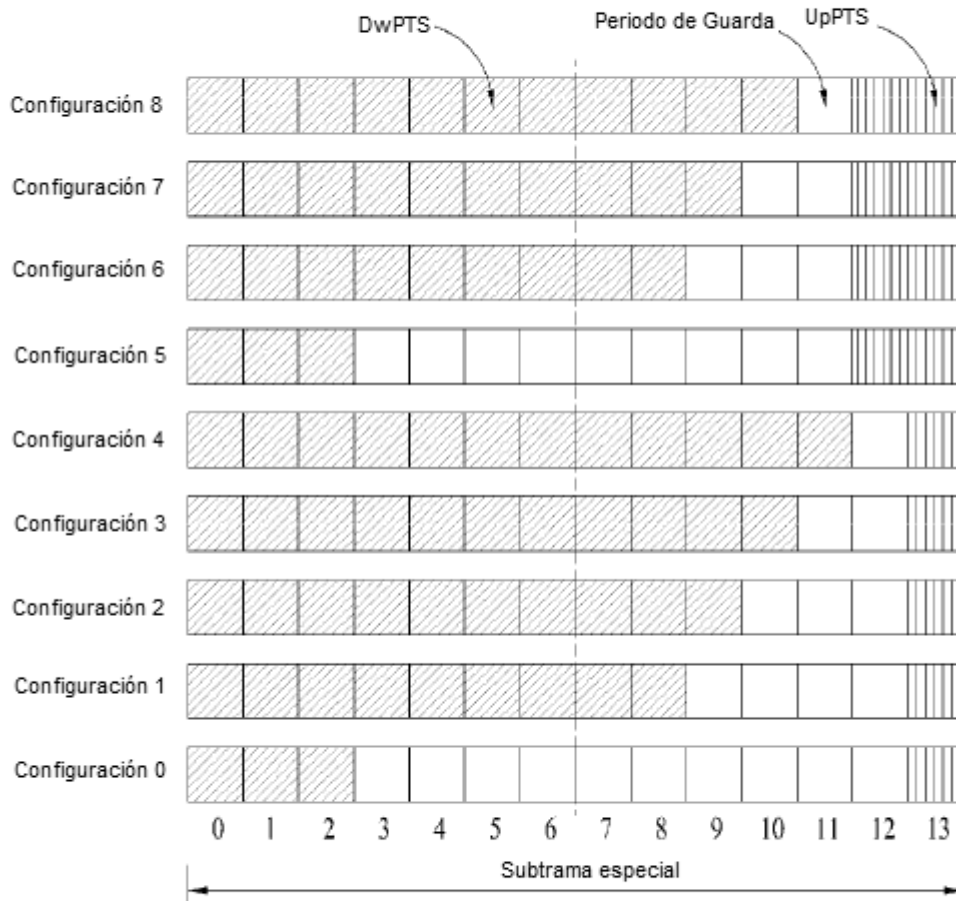 DwPTS Periodo de Guarda UpPTS
Configuración 8
Configuración 7
Configuración 6
Configuración 5
Configuración 4
Configuración 3
Configuración 2
Configuración 1
Configuración 0
0 1 2 3 4 5 6 7 8 9 10 11 12 13
Subtrama especial